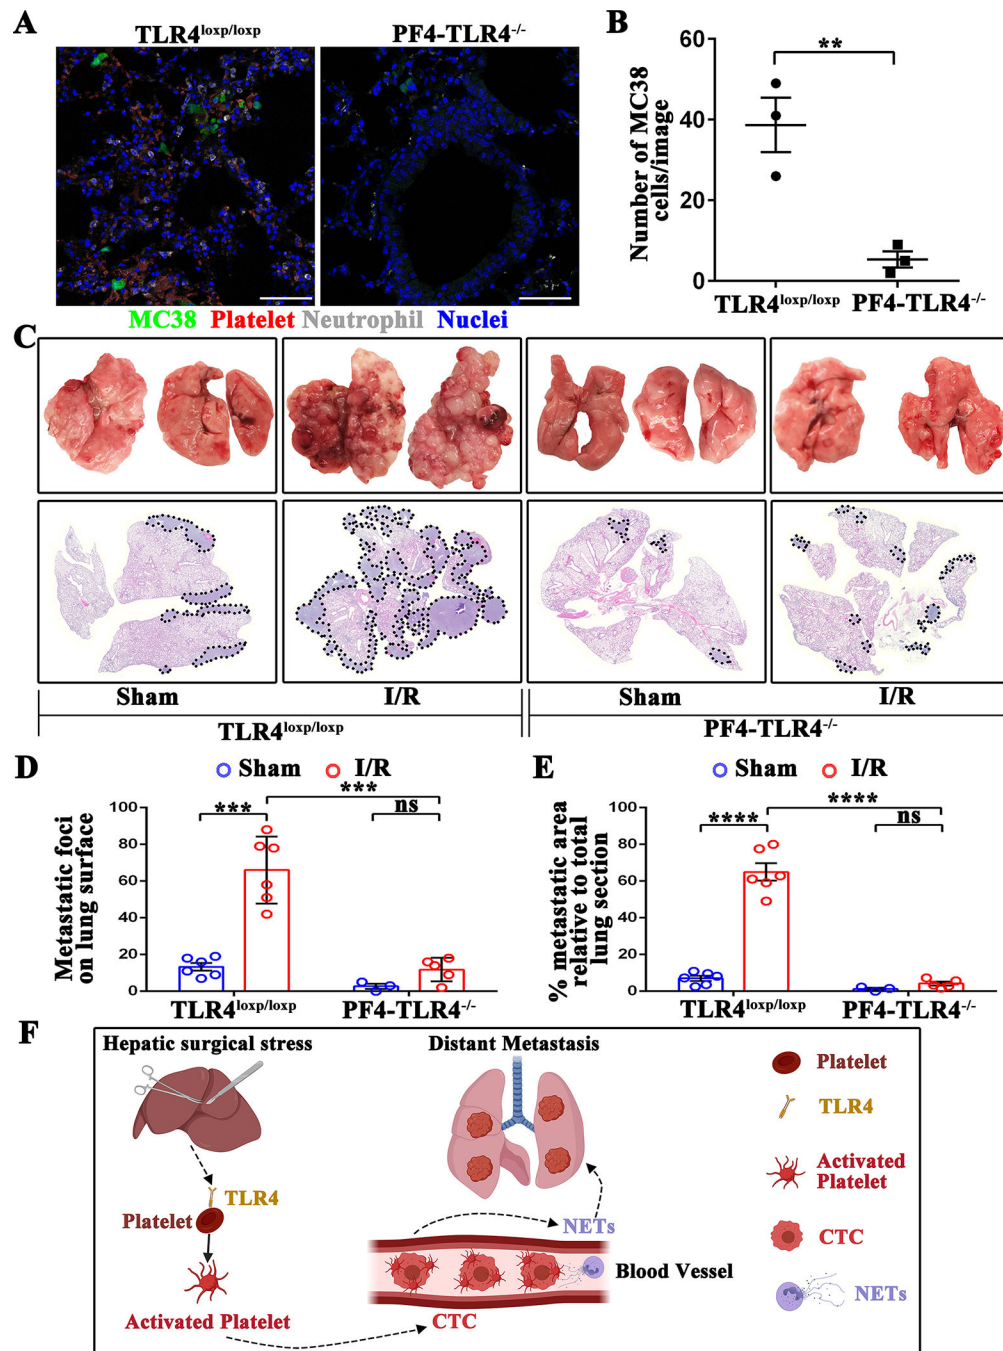 A
TLR4loxp/loxp
PF4-TLR4-/-
MC38 Platelet Neutrophil Nuclei
B
Number of MC38
cells/image
60
40
20
0
**
TLR4loxp/loxp
PF4-TLR4-/-
C
Sham
I/R
Sham
I/R
TLR4loxp/loxp
PF4-TLR4-/-
D
Sham I/R
Metastatic foci
on lung surface
100
80
60
40
20
0
***
***
ns
TLR4loxp/loxp
PF4-TLR4-/-
E
Sham I/R
% metastatic area
relative to total
lung section
100
80
60
40
20
0
****
****
ns
TLR4loxp/loxp
PF4-TLR4-/-
F
Hepatic surgical stress
Distant Metastasis
TLR4
Platelet
Activated Platelet
NETs
Blood Vessel
CTC
Platelet
TLR4
Activated
Platelet
CTC
NETs